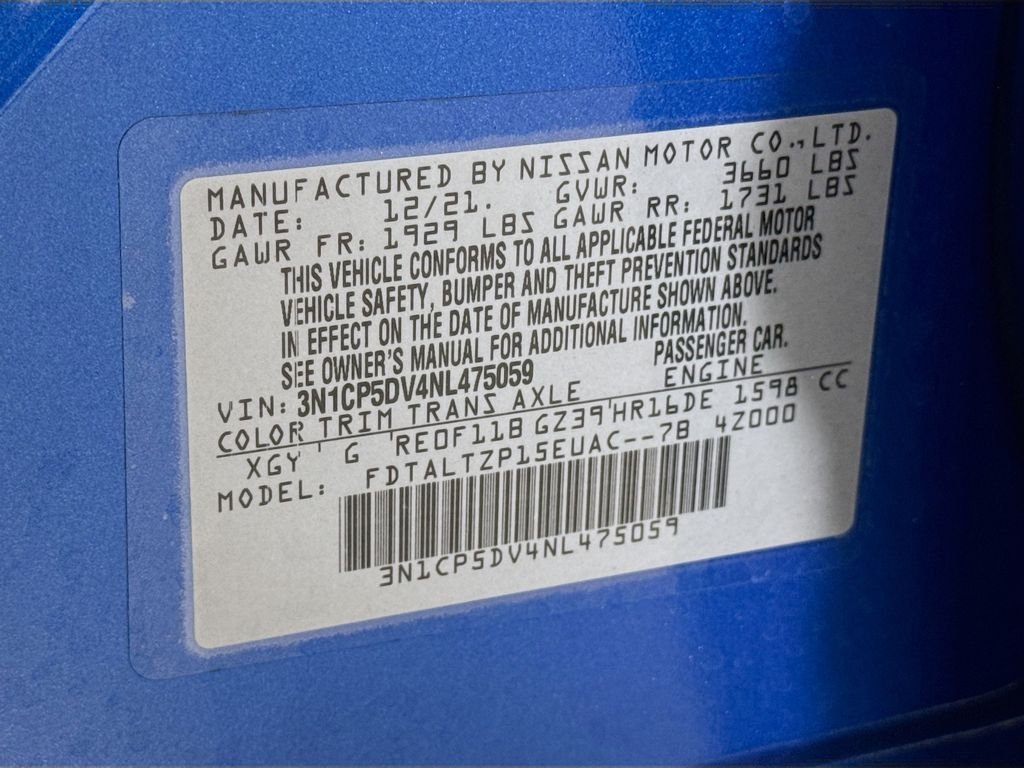 MANUFACTURED BY NISSAN MOTOR CO.,LTD.
DATE: 12/21. GVWR: 3660 LBS
GAWR FR: 1929 LBS GAWR RR: 1731 LBS
THIS VEHICLE CONFORMS TO ALL APPLICABLE FEDERAL MOTOR
VEHICLE SAFETY, BUMPER AND THEFT PREVENTION STANDARDS
IN EFFECT ON THE DATE OF MANUFACTURE SHOWN ABOVE.
SEE OWNER'S MANUAL FOR ADDITIONAL INFORMATION.
VIN: 3N1CP5DV4NL475059 PASSENGER CAR.
COLOR TRIM TRANS AXLE ENGINE
XGY ' G 'RE0F11B GZ39'HR16DE 1598 CC
MODEL: FDTALTZP15EUAC--7B 4Z000
3N1CP5DV4NL475059